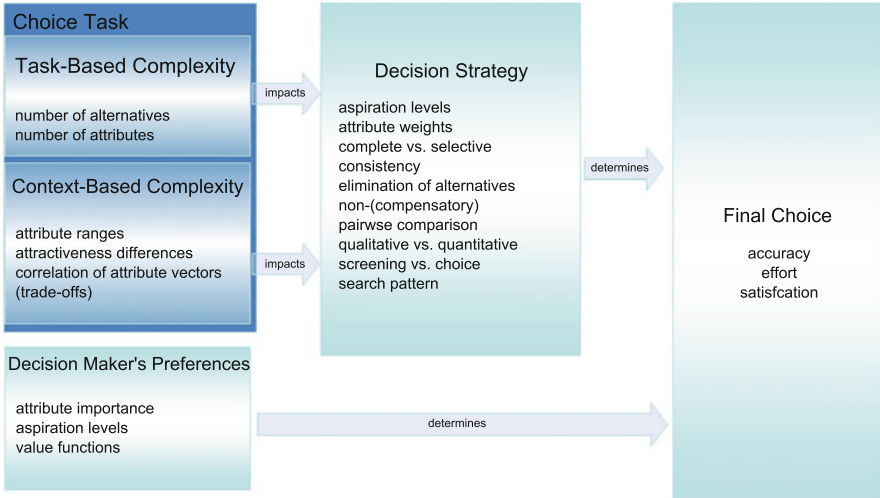 Choice Task
Task-Based Complexity
number of alternatives
number of attributes
Context-Based Complexity
attribute ranges
attractiveness differences
correlation of attribute vectors
(trade-offs)
impacts
impacts
Decision Strategy
aspiration levels
attribute weights
complete vs. selective
consistency
elimination of alternatives
non-(compensatory)
pairwse comparison
qualitative vs. quantitative
screening vs. choice
search pattern
determines
Final Choice
accuracy
effort
satisfcation
Decision Maker's Preferences
attribute importance
aspiration levels
value functions
determines